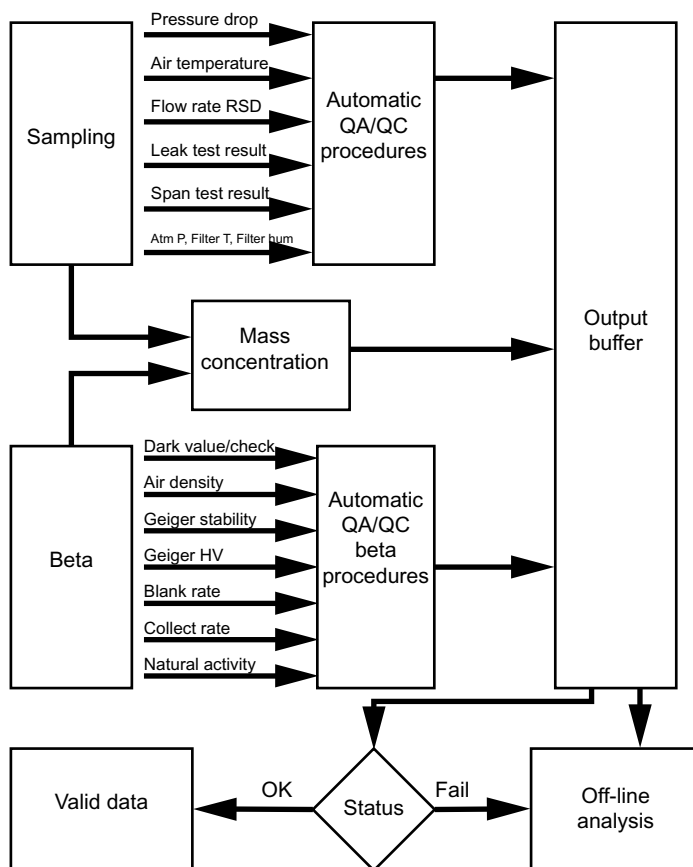 Sampling
Pressure drop
Air temperature
Flow rate RSD
Leak test result
Span test result
Atm P, Filter T, Filter hum
Automatic
QA/QC
procedures
Output
buffer
Mass
concentration
Beta
Dark value/check
Air density
Geiger stability
Geiger HV
Blank rate
Collect rate
Natural activity
Automatic
QA/QC
beta
procedures
Valid data
OK
Status
Fail
Off-line
analysis